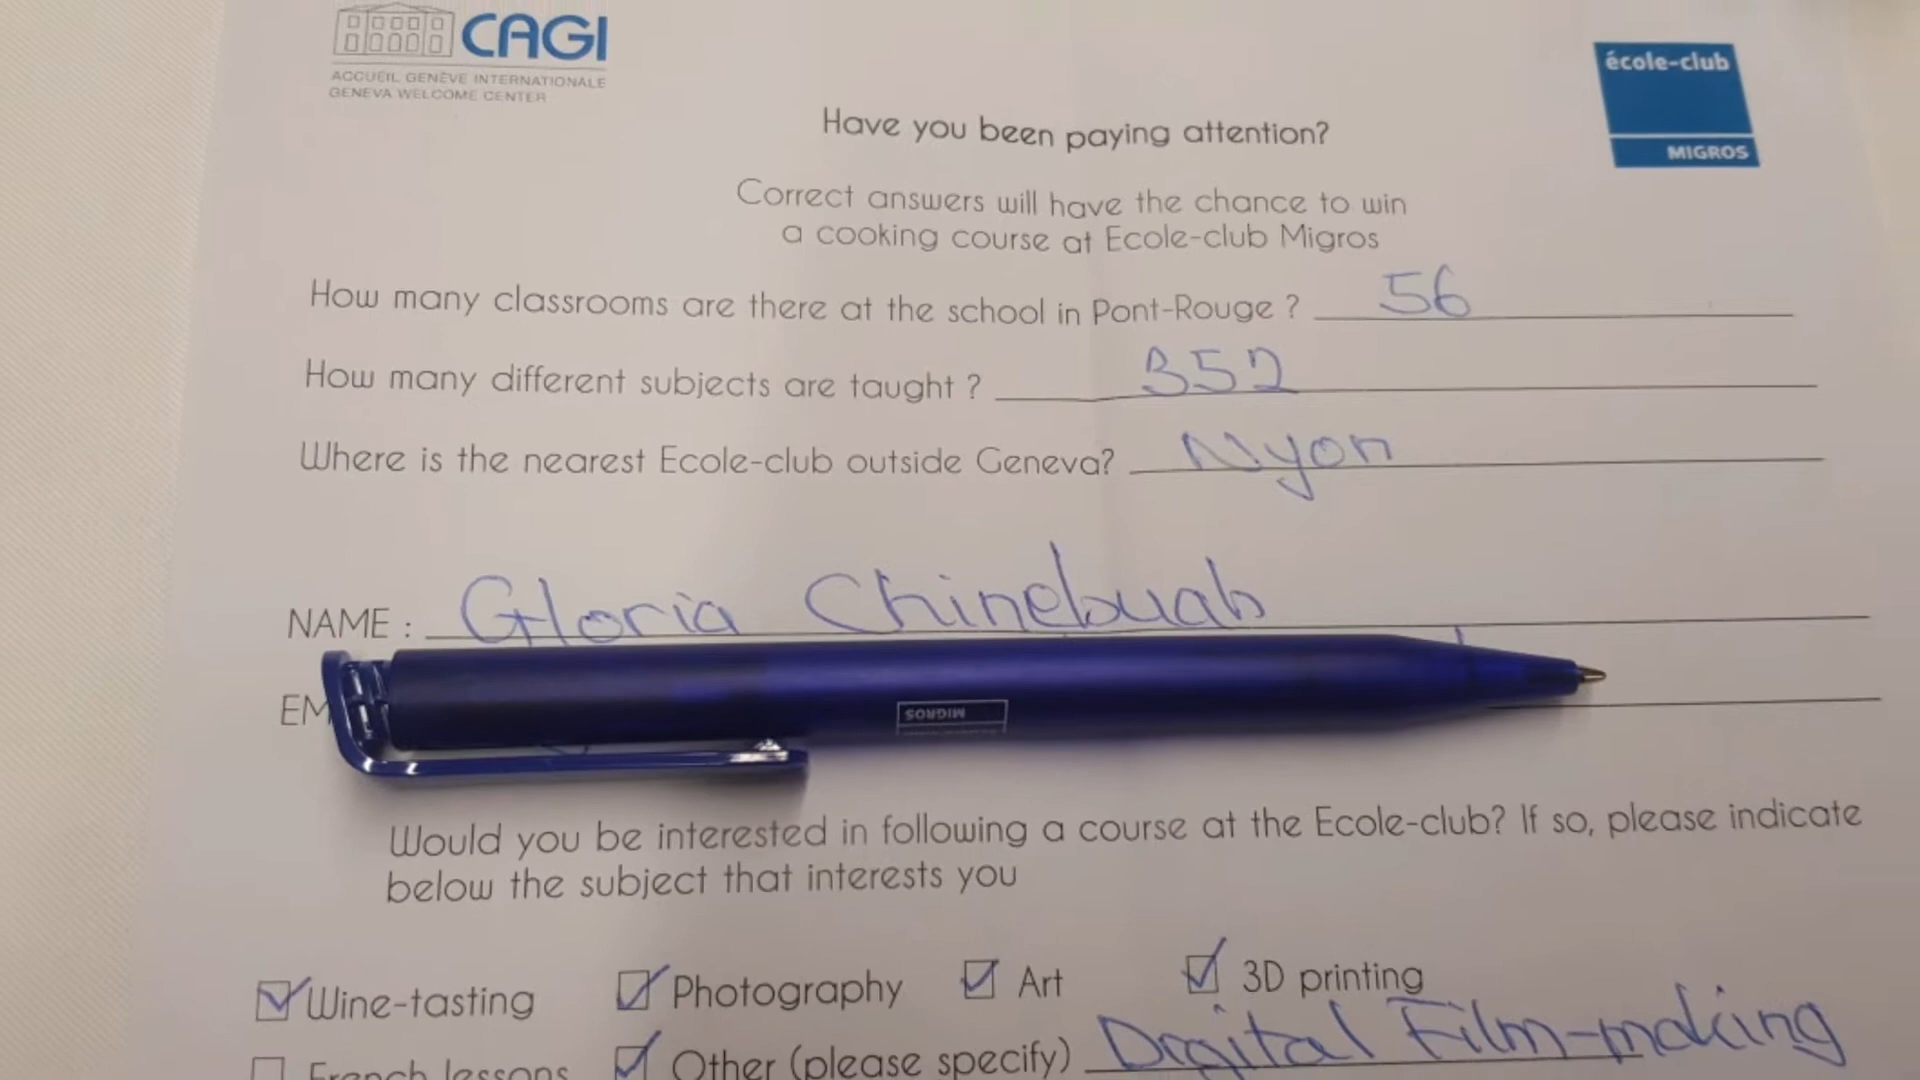 CAGI
ACCUEIL GENÈVE INTERNATIONALE
GENEVA WELCOME CENTER
école-club
MIGROS
Have you been paying attention?
Correct answers will have the chance to win
a cooking course at Ecole-club Migros
How many classrooms are there at the school in Pont-Rouge ? 56
How many different subjects are taught ? 352
Where is the nearest Ecole-club outside Geneva? Nyon
NAME : Gloria Chinebuah
EM
MIGROS
Would you be interested in following a course at the Ecole-club? If so, please indicate
below the subject that interests you
Wine-tasting Photography Art 3D printing
French lessons Other (please specify) Digital Film-making